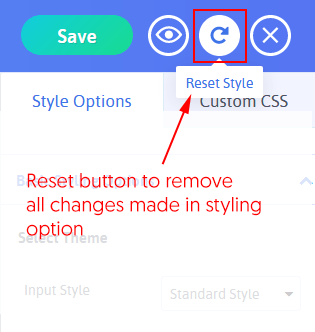 Save
Reset Style
Style Options
Custom CSS
Reset button to remove
all changes made in styling
option
Select Theme
Input Style
Standard Style